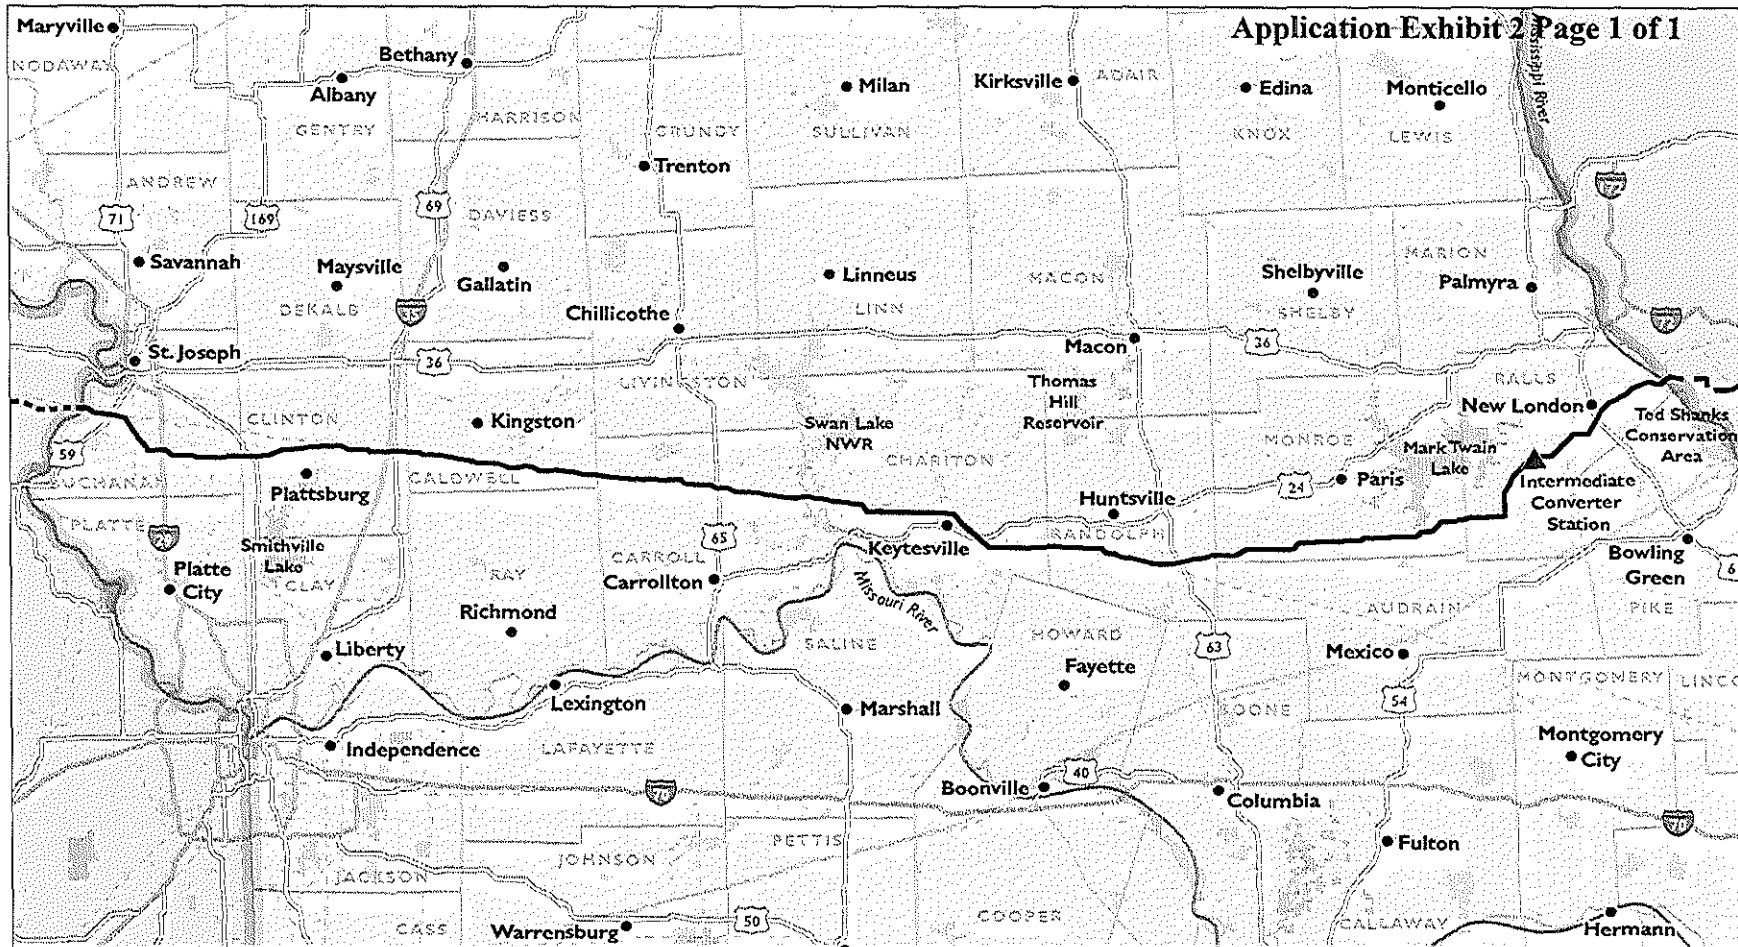 Application Exhibit 2 Page 1 of 1
Maryville
NODAWAY
Bethany
Albany
Milan
Kirksville
ADAIR
Edina
Monticello
Mississippi River
GENTRY
HARRISON
GRUNDY
SULLIVAN
KNOX
LEWIS
Trenton
ANDREW
71
169
69
DAVIESS
Savannah
Maysville
Gallatin
Linneus
MACON
Shelbyville
MARION
Palmyra
DEKALB
Chillicothe
LINN
SHELBY
St. Joseph
36
Macon
36
LIVINGSTON
Thomas
Hill
Reservoir
RALLS
New London
CLINTON
Kingston
Swan Lake
NWR
Ted Shanks
Conservation
Area
59
MONROE
Mark Twain
Lake
CHARITON
BUCHANAN
Plattsburg
CALDWELL
24
Paris
Intermediate
Converter
Station
Huntsville
PLATTE
Smithville
Lake
65
Keytesville
RANDOLPH
Bowling
Green
6
Platte
City
CLAY
RAY
CARROLL
Carrollton
Missouri River
AUDRAIN
PIKE
Richmond
Liberty
SALINE
HOWARD
63
Mexico
Fayette
MONTGOMERY
LINCO
Lexington
Marshall
BOONE
54
Independence
LAFAYETTE
Montgomery
City
Boonville
40
Columbia
PETTIS
Fulton
JOHNSON
JACKSON
CASS
Warrensburg
50
COOPER
CALLAWAY
Hermann